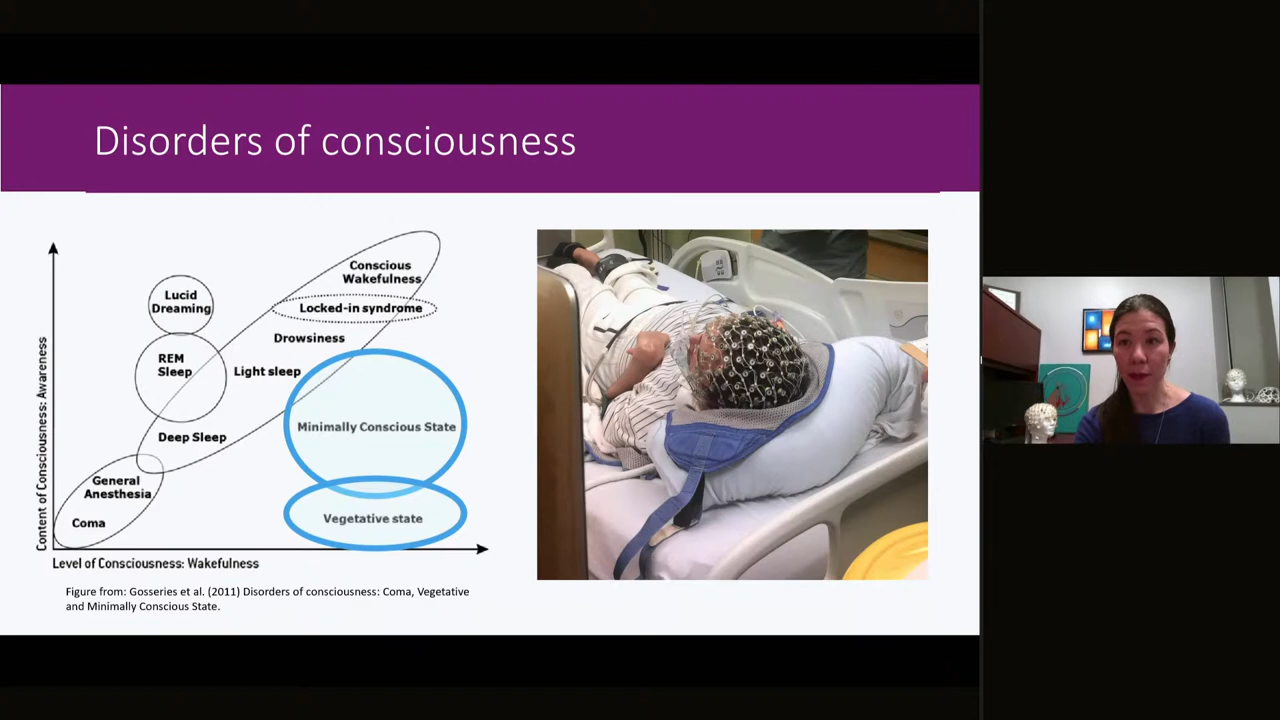 Disorders of consciousness
Content of Consciousness: Awareness
Conscious
Wakefulness
Lucid
Dreaming
Locked-in syndrome
Drowsiness
REM
Sleep
Light sleep
Minimally Conscious State
Deep Sleep
General
Anesthesia
Coma
Vegetative state
Level of Consciousness: Wakefulness
Figure from: Gosseries et al. (2011) Disorders of consciousness: Coma, Vegetative
and Minimally Conscious State.